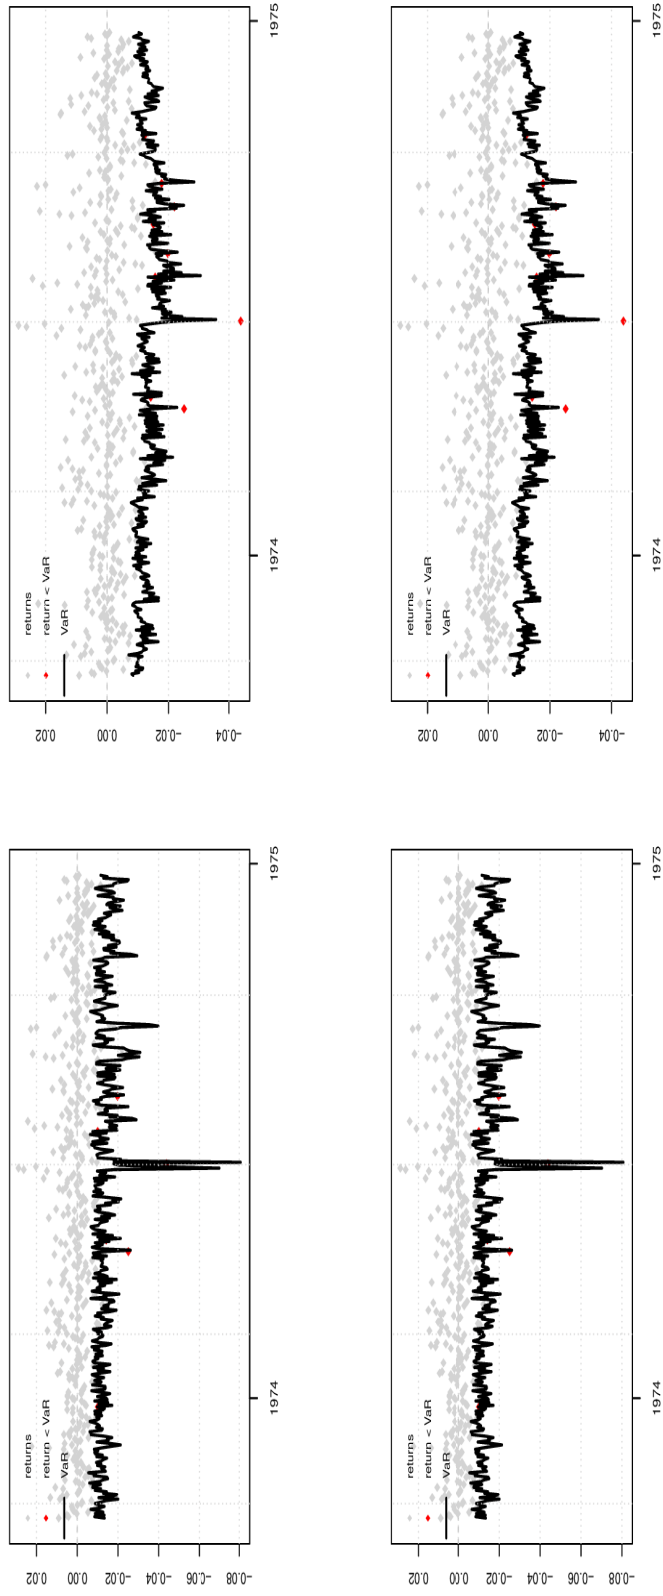 returns
return < VaR
VaR
0.02
0.00
-0.02
-0.04
-0.06
-0.08
1974
1975
returns
return < VaR
VaR
0.02
0.00
-0.02
-0.04
1974
1975
returns
return < VaR
VaR
0.02
0.00
-0.02
-0.04
-0.06
-0.08
1974
1975
returns
return < VaR
VaR
0.02
0.00
-0.02
-0.04
1974
1975